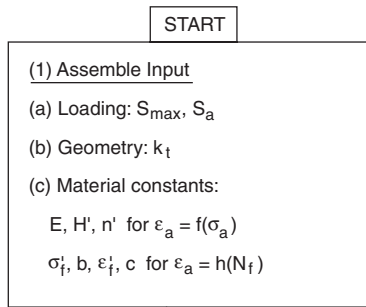 START
(1) Assemble Input
(a) Loading: Smax, Sa
(b) Geometry: kt
(c) Material constants:
E, H', n' for εa = f(σa)
σ'f, b, ε'f, c for εa = h(Nf)